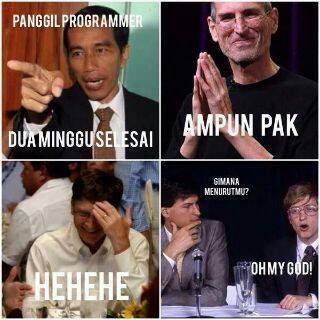 PANGGIL PROGRAMMER
DUA MINGGU SELESAI
AMPUN PAK
HEHEHE
GIMANA
MENURUTMU?
OH MY GOD!